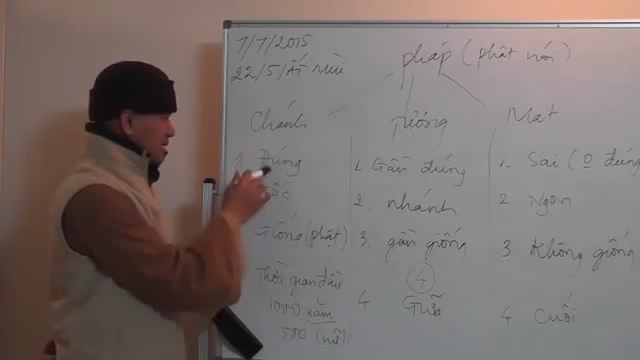 7/7/2015
22/5/Ất mùi
pháp (phật nói)
Chánh Tướng Mạt
1. Đúng 1. Gần đúng 1. Sai (0 đúng
2. nhánh 2 Ngọn
Giống (phật) 3. gần giống 3 Không giống
Thời gian đầu
④
1000 năm 4 Giữa 4 Cuối
500 (nữ)